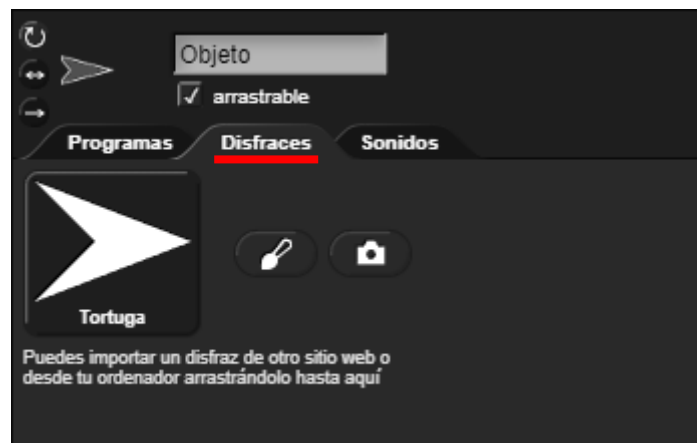 Objeto
arrastrable
Programas Disfraces Sonidos
Tortuga
Puedes importar un disfraz de otro sitio web o
desde tu ordenador arrastrándolo hasta aquí